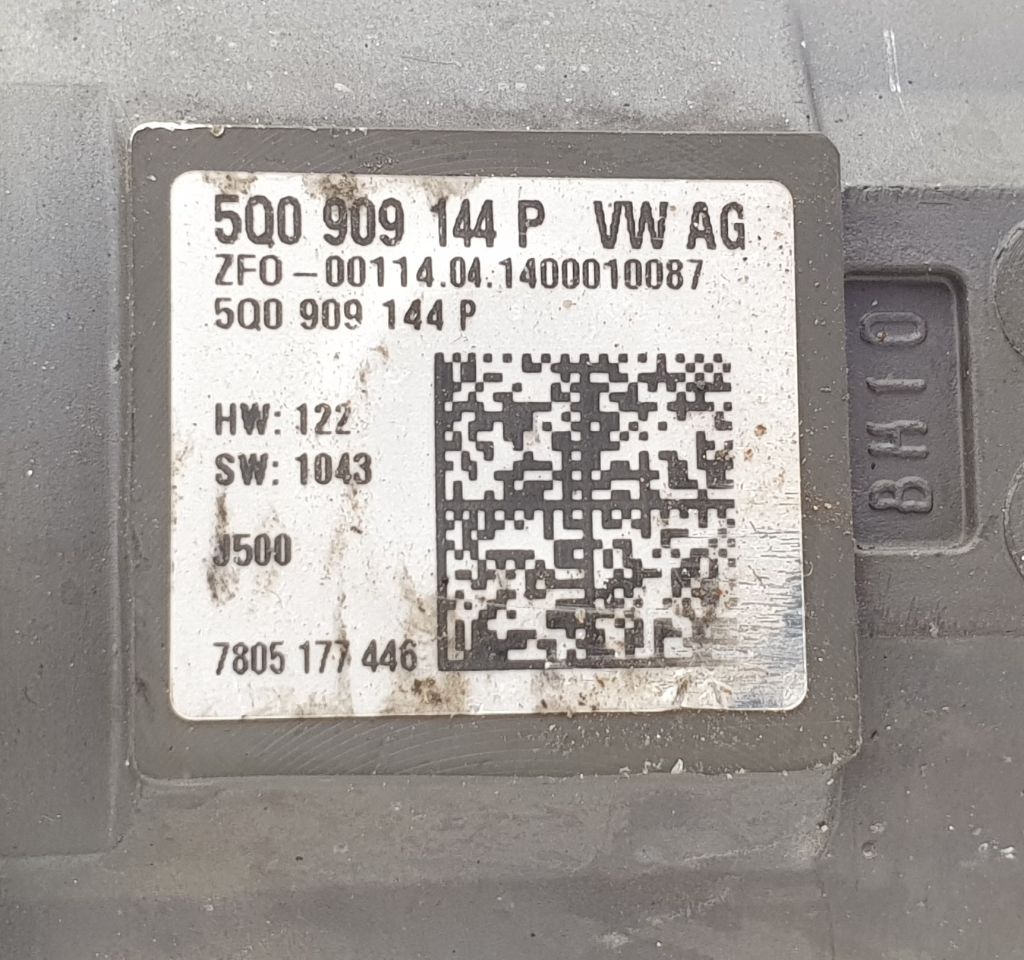 5Q0 909 144 P VW AG
ZFO-00114.04.1400010087
5Q0 909 144 P
HW: 122
SW: 1043
J500
7805 177 446
8H10